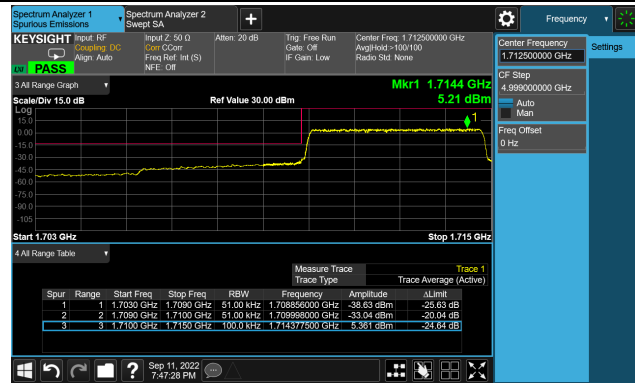 Spectrum Analyzer 1
Spurious Emissions
Spectrum Analyzer 2
Swept SA
Frequency
KEYSIGHT
Input: RF
Coupling: DC
Align: Auto
Input Z: 50 Ω
Corr CCorr
Freq Ref: Int (S)
NFE: Off
Atten: 20 dB
Trig: Free Run
Gate: Off
IF Gain: Low
Center Freq: 1.712500000 GHz
Avg|Hold:>100/100
Radio Std: None
PASS
Center Frequency
1.712500000 GHz
Settings
CF Step
4.999000000 GHz
Auto
Man
Freq Offset
0 Hz
3 All Range Graph
Mkr1 1.7144 GHz
Scale/Div 15.0 dB
Ref Value 30.00 dBm
5.21 dBm
Log
15.0
0.00
-15.0
-30.0
-45.0
-60.0
-75.0
-90.0
-105
1
Start 1.703 GHz
Stop 1.715 GHz
4 All Range Table
Measure Trace Trace 1
Trace Type Trace Average (Active)
Spur Range Start Freq Stop Freq RBW Frequency Amplitude ΔLimit
1 1 1.7030 GHz 1.7090 GHz 51.00 kHz 1.708856000 GHz -38.63 dBm -25.63 dB
2 2 1.7090 GHz 1.7100 GHz 51.00 kHz 1.709998000 GHz -33.04 dBm -20.04 dB
3 3 1.7100 GHz 1.7150 GHz 100.0 kHz 1.714377500 GHz 5.361 dBm -24.64 dB
Sep 11, 2022
7:47:28 PM